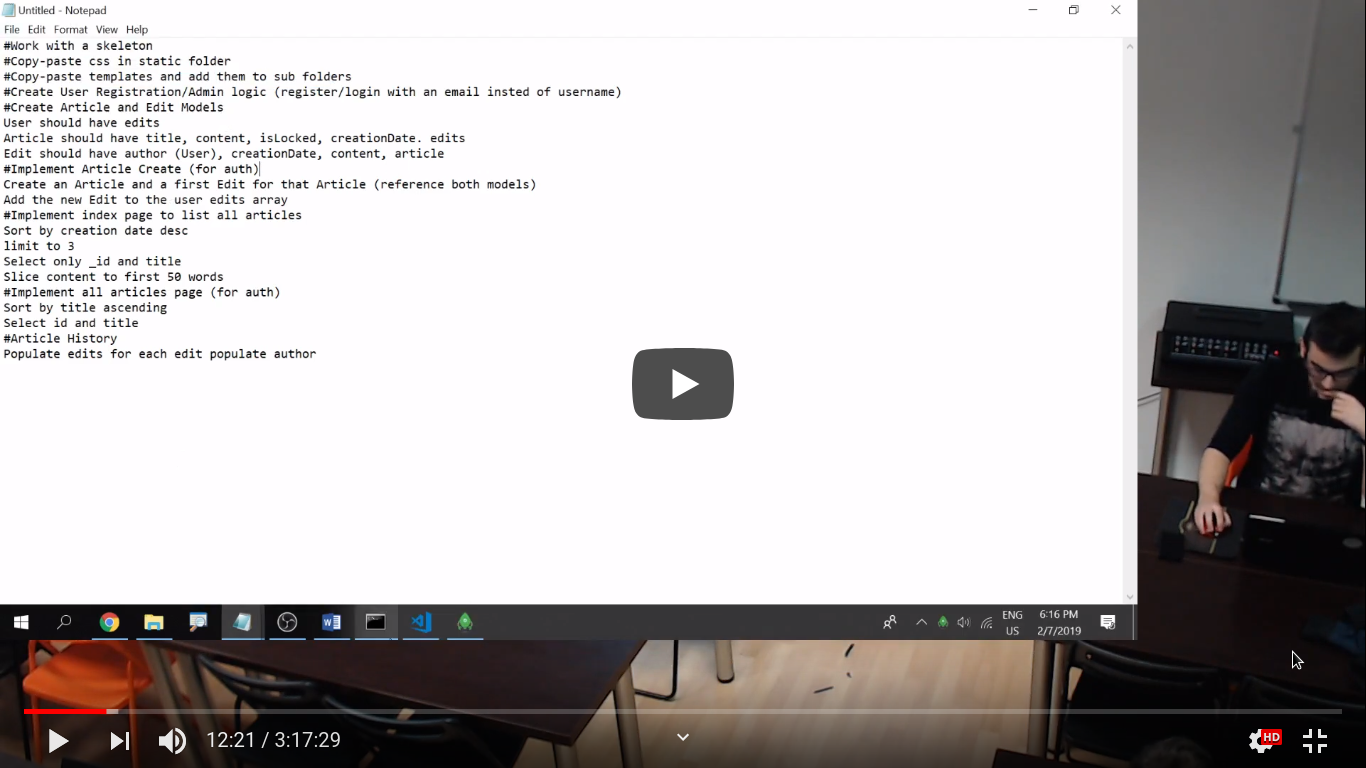 Untitled - Notepad
File Edit Format View Help
#Work with a skeleton
#Copy-paste css in static folder
#Copy-paste templates and add them to sub folders
#Create User Registration/Admin logic (register/login with an email insted of username)
#Create Article and Edit Models
User should have edits
Article should have title, content, isLocked, creationDate. edits
Edit should have author (User), creationDate, content, article
#Implement Article Create (for auth)
Create an Article and a first Edit for that Article (reference both models)
Add the new Edit to the user edits array
#Implement index page to list all articles
Sort by creation date desc
limit to 3
Select only _id and title
Slice content to first 50 words
#Implement all articles page (for auth)
Sort by title ascending
Select id and title
#Article History
Populate edits for each edit populate author
ENG
US
6:16 PM
2/7/2019
12:21 / 3:17:29
HD